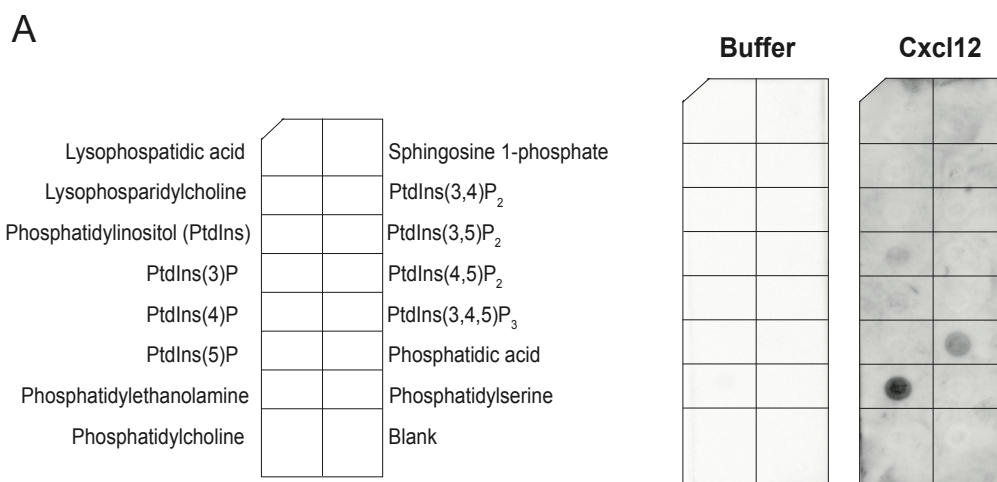 A
Buffer Cxcl12
Lysophospatidic acid Sphingosine 1-phosphate
Lysophosparidylcholine PtdIns(3,4)P2
Phosphatidylinositol (PtdIns) PtdIns(3,5)P2
PtdIns(3)P PtdIns(4,5)P2
PtdIns(4)P PtdIns(3,4,5)P3
PtdIns(5)P Phosphatidic acid
Phosphatidylethanolamine Phosphatidylserine
Phosphatidylcholine Blank